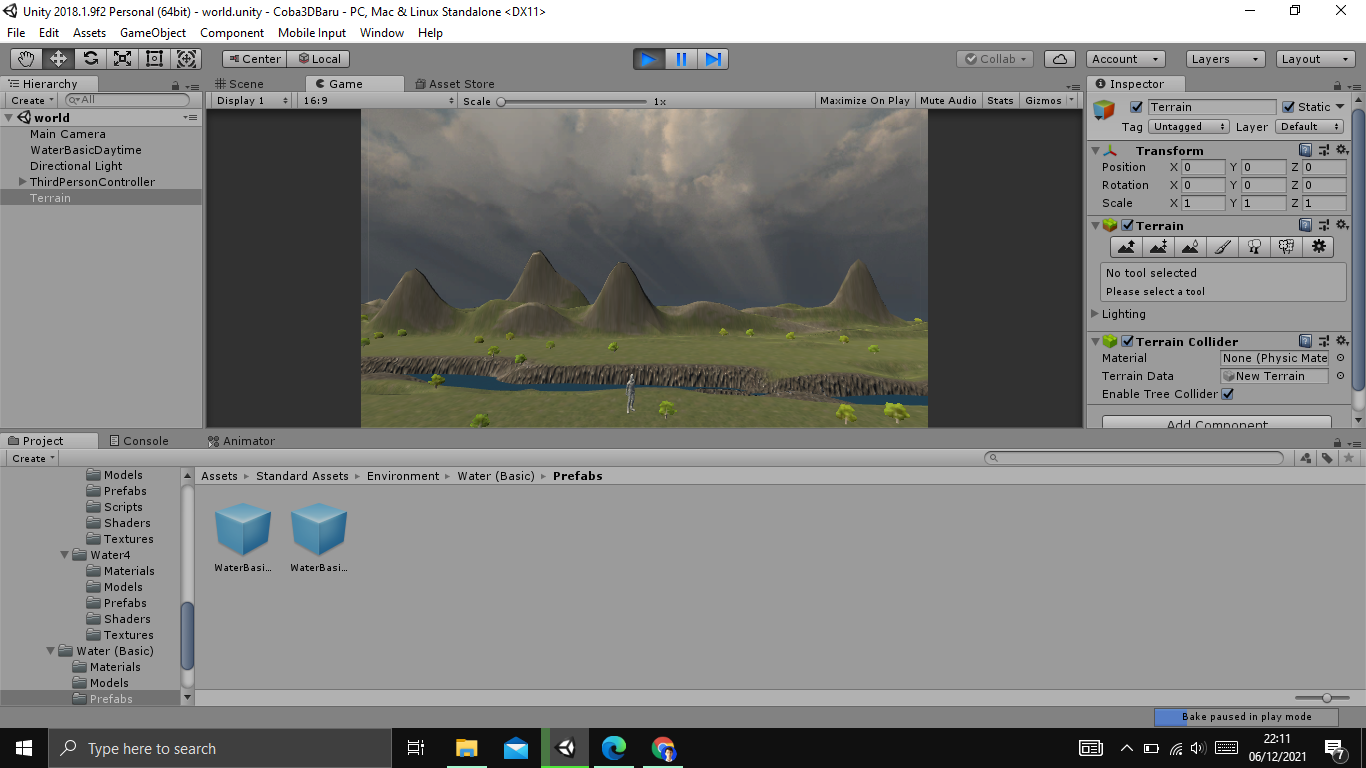 Unity 2018.1.9f2 Personal (64bit) - world.unity - Coba3DBaru - PC, Mac & Linux Standalone <DX11>
File Edit Assets GameObject Component Mobile Input Window Help
Center Local Collab Account Layers Layout
Hierarchy
Create All
world
Main Camera
WaterBasicDaytime
Directional Light
ThirdPersonController
Terrain
Scene Game Asset Store
Display 1 16:9 Scale 1x Maximize On Play Mute Audio Stats Gizmos
Inspector
Terrain Static
Tag Untagged Layer Default
Transform
Position X 0 Y 0 Z 0
Rotation X 0 Y 0 Z 0
Scale X 1 Y 1 Z 1
Terrain
No tool selected
Please select a tool
Lighting
Terrain Collider
Material None (Physic Mate
Terrain Data New Terrain
Enable Tree Collider
Add Component
Project Console Animator
Create
Models
Prefabs
Scripts
Shaders
Textures
Water4
Materials
Models
Prefabs
Shaders
Textures
Water (Basic)
Materials
Models
Prefabs
Assets Standard Assets Environment Water (Basic) Prefabs
WaterBasi... WaterBasi...
Bake paused in play mode
Type here to search
22:11
06/12/2021
7